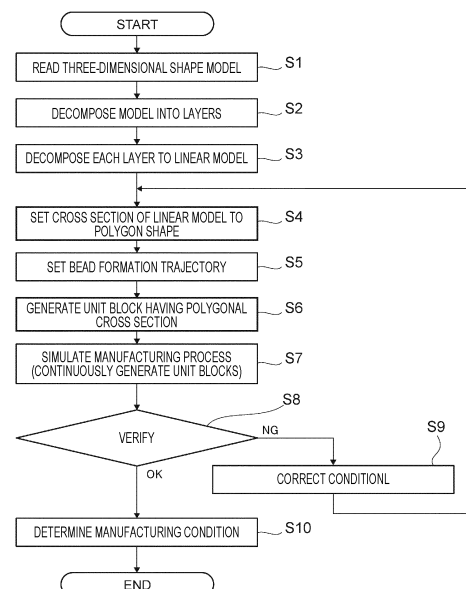 START
READ THREE-DIMENSIONAL SHAPE MODEL
S1
DECOMPOSE MODEL INTO LAYERS
S2
DECOMPOSE EACH LAYER TO LINEAR MODEL
S3
SET CROSS SECTION OF LINEAR MODEL TO
POLYGON SHAPE
S4
SET BEAD FORMATION TRAJECTORY
S5
GENERATE UNIT BLOCK HAVING POLYGONAL
CROSS SECTION
S6
SIMULATE MANUFACTURING PROCESS
(CONTINUOUSLY GENERATE UNIT BLOCKS)
S7
S8
VERIFY
NG
OK
S9
CORRECT CONDITIONL
DETERMINE MANUFACTURING CONDITION
S10
END